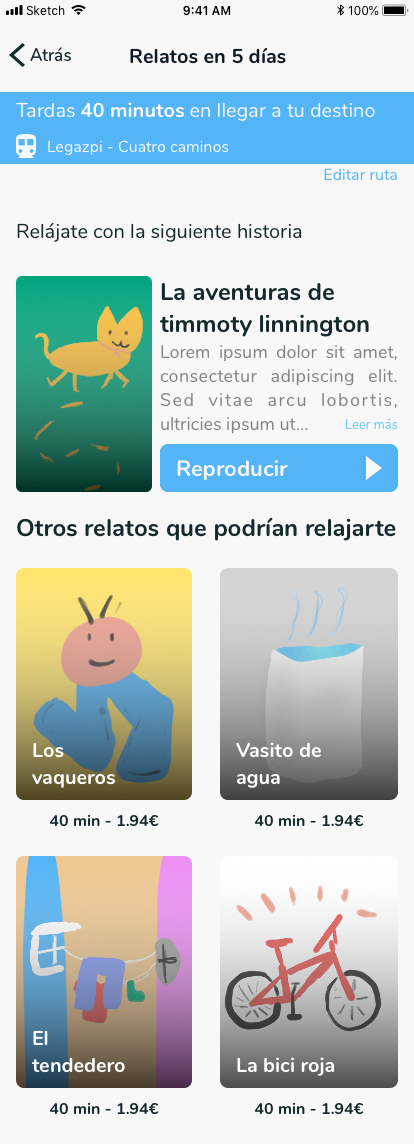 Sketch 9:41 AM 100%
Atrás Relatos en 5 días
Tardas 40 minutos en llegar a tu destino
Legazpi - Cuatro caminos
Editar ruta
Relájate con la siguiente historia
La aventuras de
timmoty linnington
Lorem ipsum dolor sit amet,
consectetur adipiscing elit.
Sed vitae arcu lobortis,
ultricies ipsum ut... Leer más
Reproducir
Otros relatos que podrían relajarte
Los
vaqueros
40 min - 1.94€
Vasito de
agua
40 min - 1.94€
El
tendedero
40 min - 1.94€
La bici roja
40 min - 1.94€